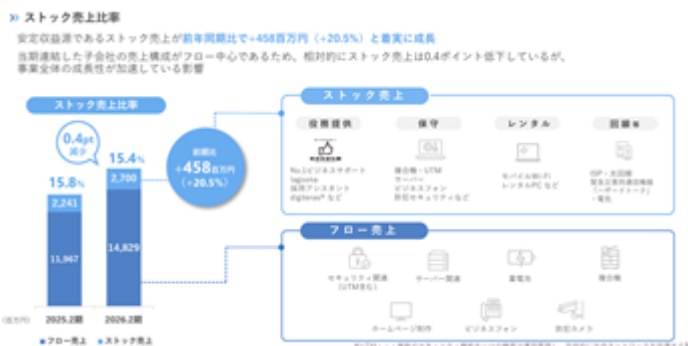 ストック売上比率
安定収益源であるストック売上が前年同期比で+458百万円（+20.5%）と着実に成長
当期連結した子会社の売上構成がフロー中心であるため、相対的にストック売上は0.4ポイント低下しているが、
事業全体の成長性が加速している影響
ストック売上比率
0.4pt
減少
15.8%
2,241
11,967
15.4%
2,700
14,829
前期比
+458百万円
（+20.5%）
(百万円)
2025.2期
2026.2期
フロー売上
ストック売上
ストック売上
役務提供
保守
レンタル
回線等
No.1ビジネスサポート
複合機・UTM
サーバー
ビジネスフォン
防犯セキュリティなど
モバイルWi-Fi
レンタルPC など
ISP・光回線
・電気
フロー売上
セキュリティ関連
(UTM含む)
サーバー関連
蓄電池
複合機
ホームページ制作
ビジネスフォン
防犯カメラ